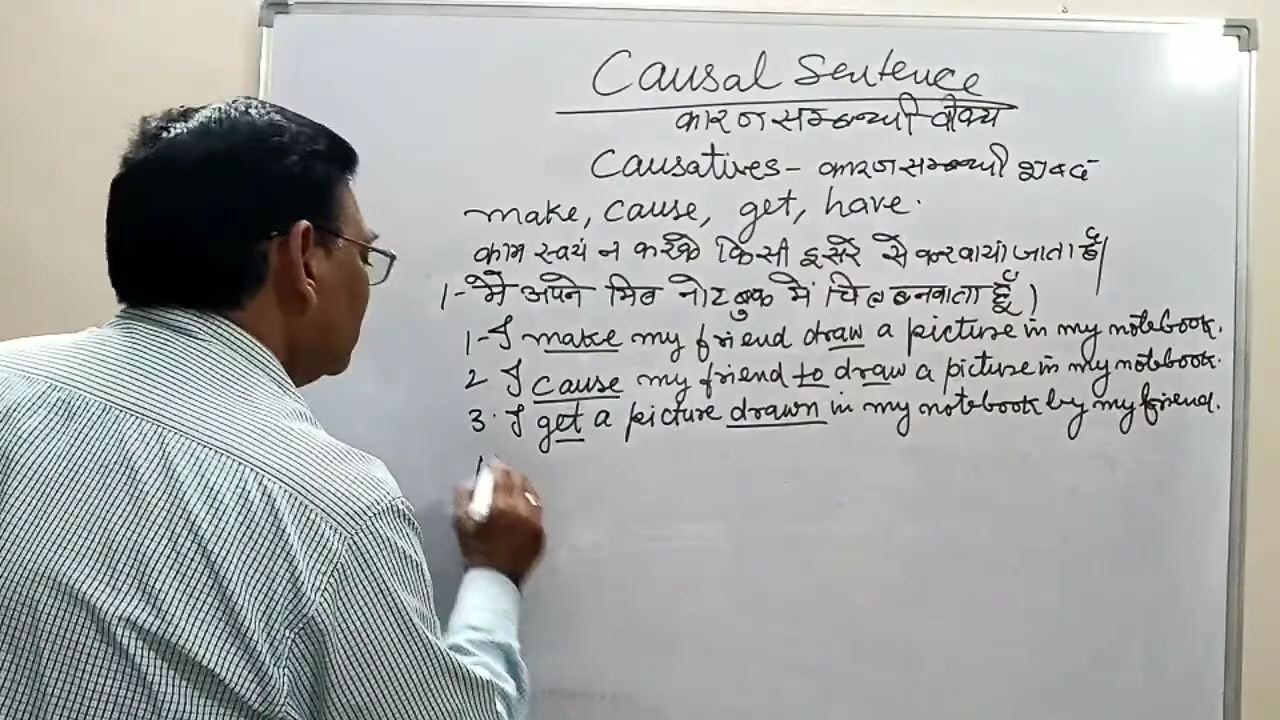 Causal Sentence
कारण सम्बन्धी वाक्य
Causatives - कारण सम्बन्धी शब्द
make, cause, get, have.
काम स्वयं न करके किसी दूसरे से करवाया जाता है।
1- मैं अपने मित्र नोटबुक में चित्र बनवाता हूँ।
1- I make my friend draw a picture in my notebook.
2 I cause my friend to draw a picture in my notebook.
3. I get a picture drawn in my notebook by my friend.